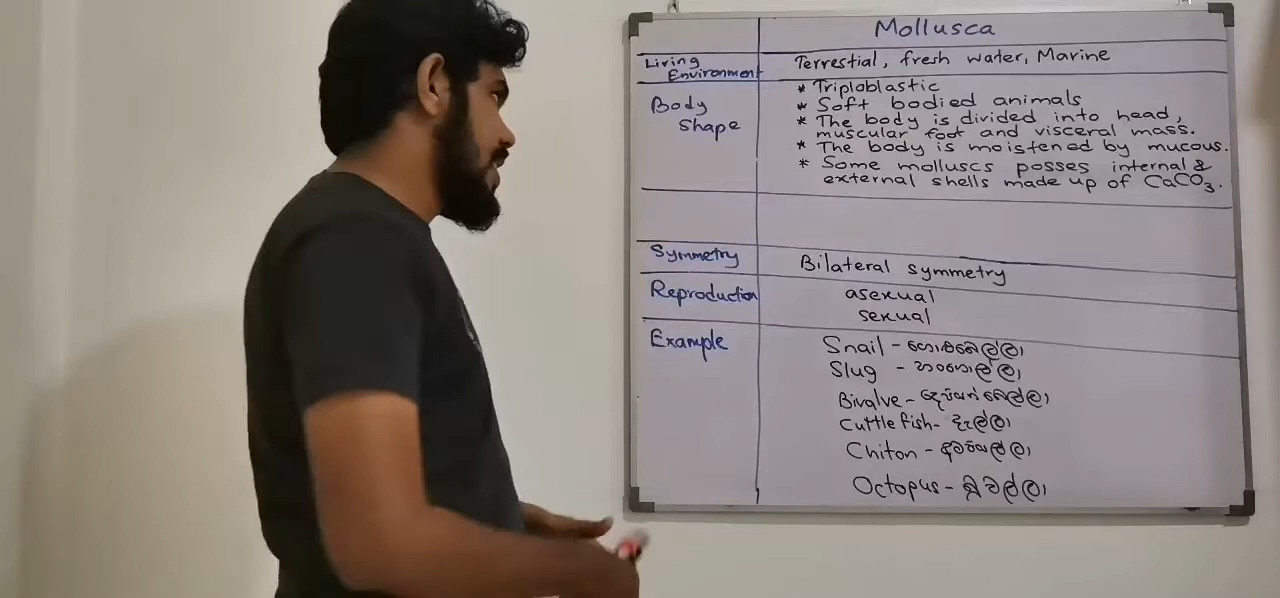 Mollusca
Living Environment
Terrestial, fresh water, Marine
Body shape
* Triploblastic
* Soft bodied animals
* The body is divided into head,
muscular foot and visceral mass.
* The body is moistened by mucous.
* Some molluscs posses internal &
external shells made up of CaCO₃.
Symmetry
Bilateral symmetry
Reproduction
asexual
sexual
Example
Snail - ගොළුබෙල්ලා
Slug - හංගොල්ලා
Bivalve - දෙපියන් බෙල්ලා
Cuttle fish - දැල්ලා
Chiton -
Octopus - බූවල්ලා